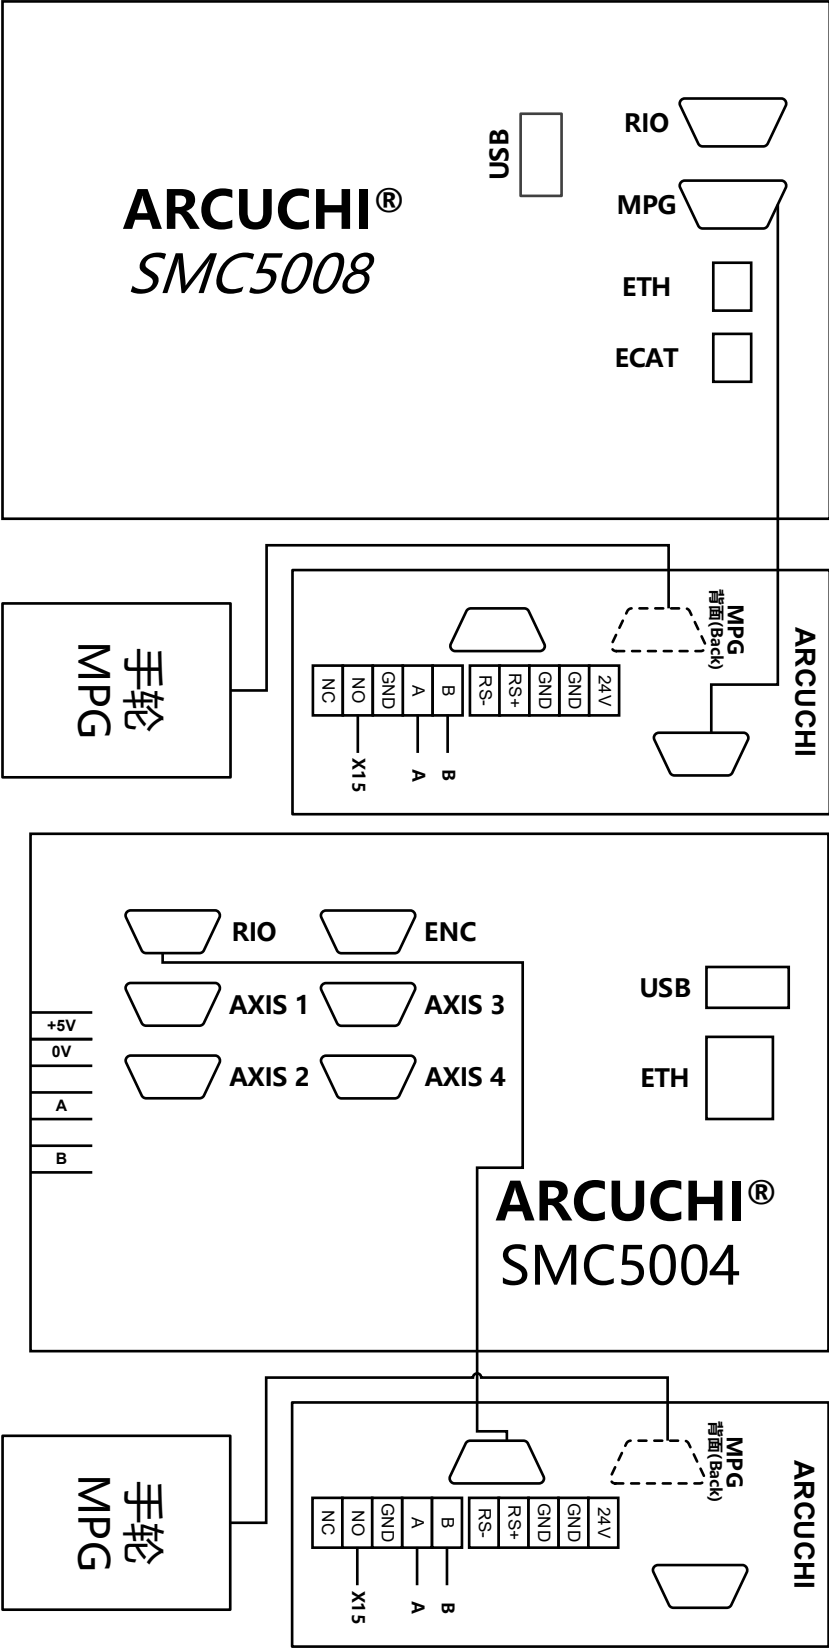 RIO
USB
MPG
ARCUCHI®
SMC5008
ETH
ECAT
手轮
MPG
MPG
背面(Back)
ARCUCHI
NC
NO
GND
A
B
RS-
RS+
GND
GND
24V
X15
A
B
RIO
ENC
AXIS 1
AXIS 3
USB
+5V
0V
AXIS 2
AXIS 4
ETH
A
B
ARCUCHI®
SMC5004
手轮
MPG
MPG
背面(Back)
ARCUCHI
NC
NO
GND
A
B
RS-
RS+
GND
GND
24V
X15
A
B